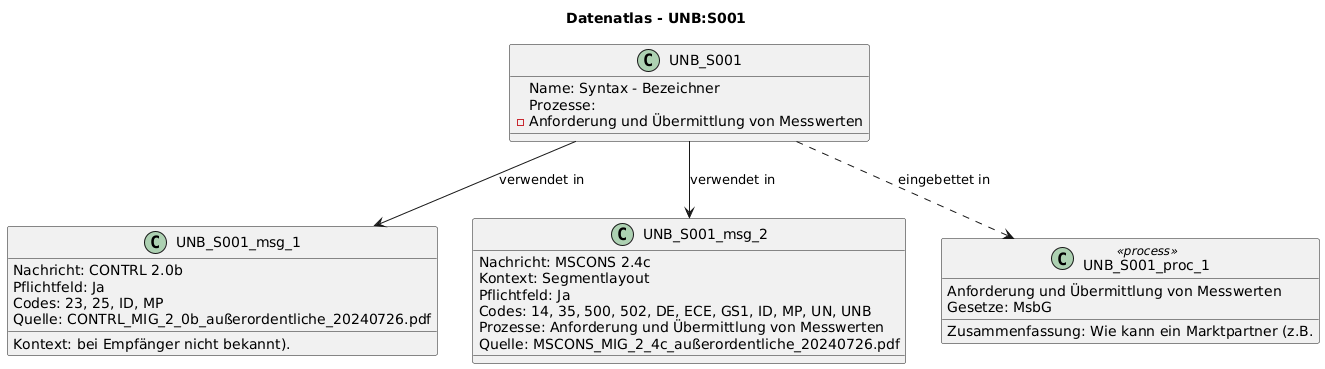 Datenatlas - UNB:S001
C UNB_S001
Name: Syntax - Bezeichner
Prozesse:
Anforderung und Übermittlung von Messwerten
verwendet in
verwendet in
eingebettet in
C UNB_S001_msg_1
Nachricht: CONTRL 2.0b
Pflichtfeld: Ja
Codes: 23, 25, ID, MP
Quelle: CONTRL_MIG_2_0b_außerordentliche_20240726.pdf
Kontext: bei Empfänger nicht bekannt).
C UNB_S001_msg_2
Nachricht: MSCONS 2.4c
Kontext: Segmentlayout
Pflichtfeld: Ja
Codes: 14, 35, 500, 502, DE, ECE, GS1, ID, MP, UN, UNB
Prozesse: Anforderung und Übermittlung von Messwerten
Quelle: MSCONS_MIG_2_4c_außerordentliche_20240726.pdf
«process»
C UNB_S001_proc_1
Anforderung und Übermittlung von Messwerten
Gesetze: MsbG
Zusammenfassung: Wie kann ein Marktpartner (z.B.